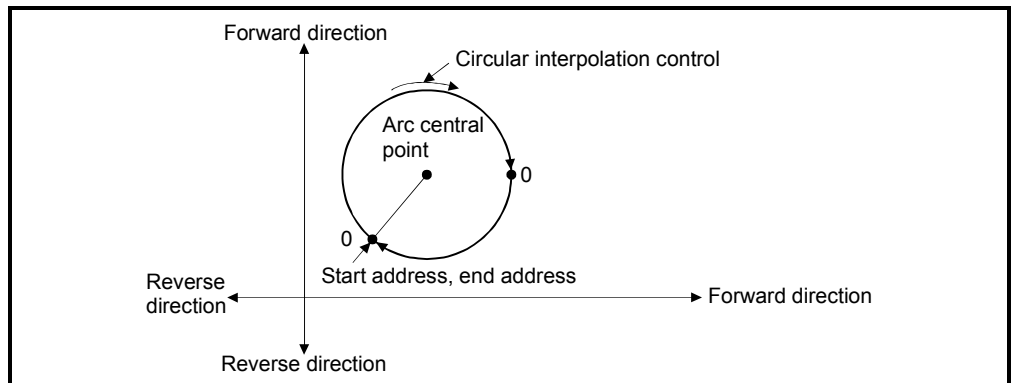 Forward direction
Circular interpolation control
Arc central
point
0
0
Start address, end address
Reverse
direction
Forward direction
Reverse direction